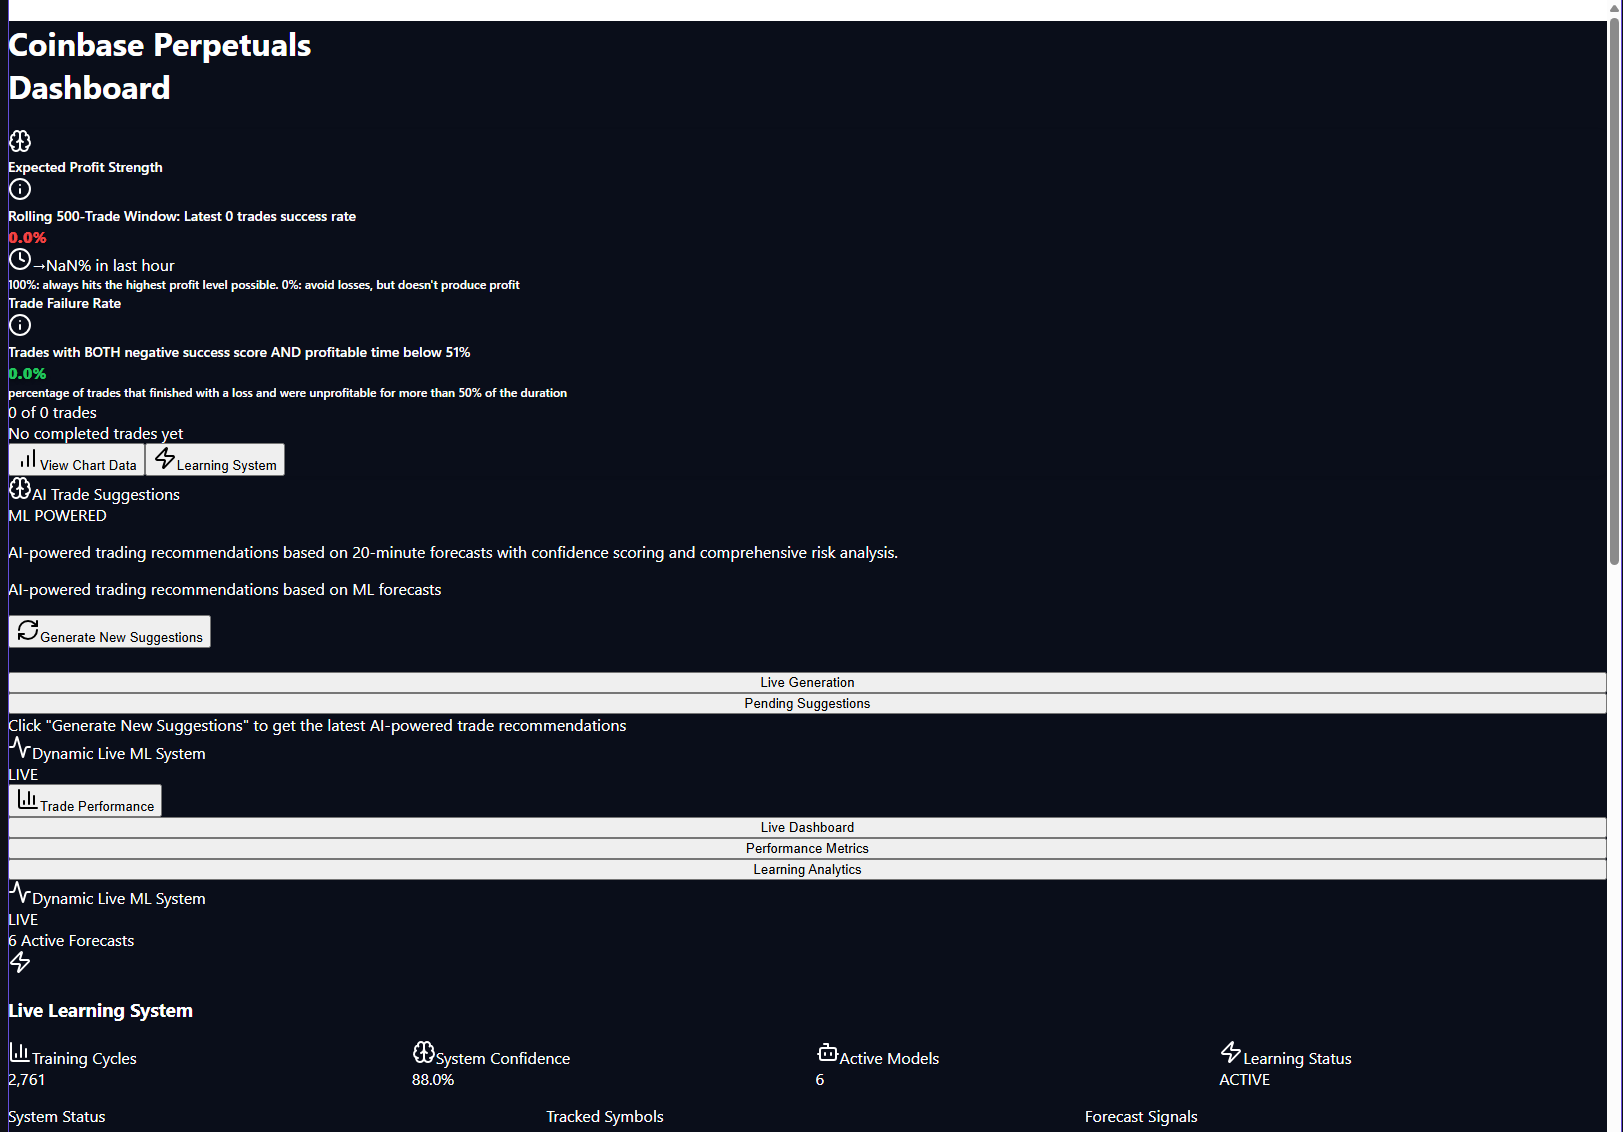 Coinbase Perpetuals
Dashboard
Expected Profit Strength
Rolling 500-Trade Window: Latest 0 trades success rate
0.0%
→NaN% in last hour
100%: always hits the highest profit level possible. 0%: avoid losses, but doesn't produce profit
Trade Failure Rate
Trades with BOTH negative success score AND profitable time below 51%
0.0%
percentage of trades that finished with a loss and were unprofitable for more than 50% of the duration
0 of 0 trades
No completed trades yet
View Chart Data Learning System
AI Trade Suggestions
ML POWERED
AI-powered trading recommendations based on 20-minute forecasts with confidence scoring and comprehensive risk analysis.
AI-powered trading recommendations based on ML forecasts
Generate New Suggestions
Live Generation
Pending Suggestions
Click "Generate New Suggestions" to get the latest AI-powered trade recommendations
Dynamic Live ML System
LIVE
Trade Performance
Live Dashboard
Performance Metrics
Learning Analytics
Dynamic Live ML System
LIVE
6 Active Forecasts
Live Learning System
Training Cycles System Confidence Active Models Learning Status
2,761 88.0% 6 ACTIVE
System Status Tracked Symbols Forecast Signals